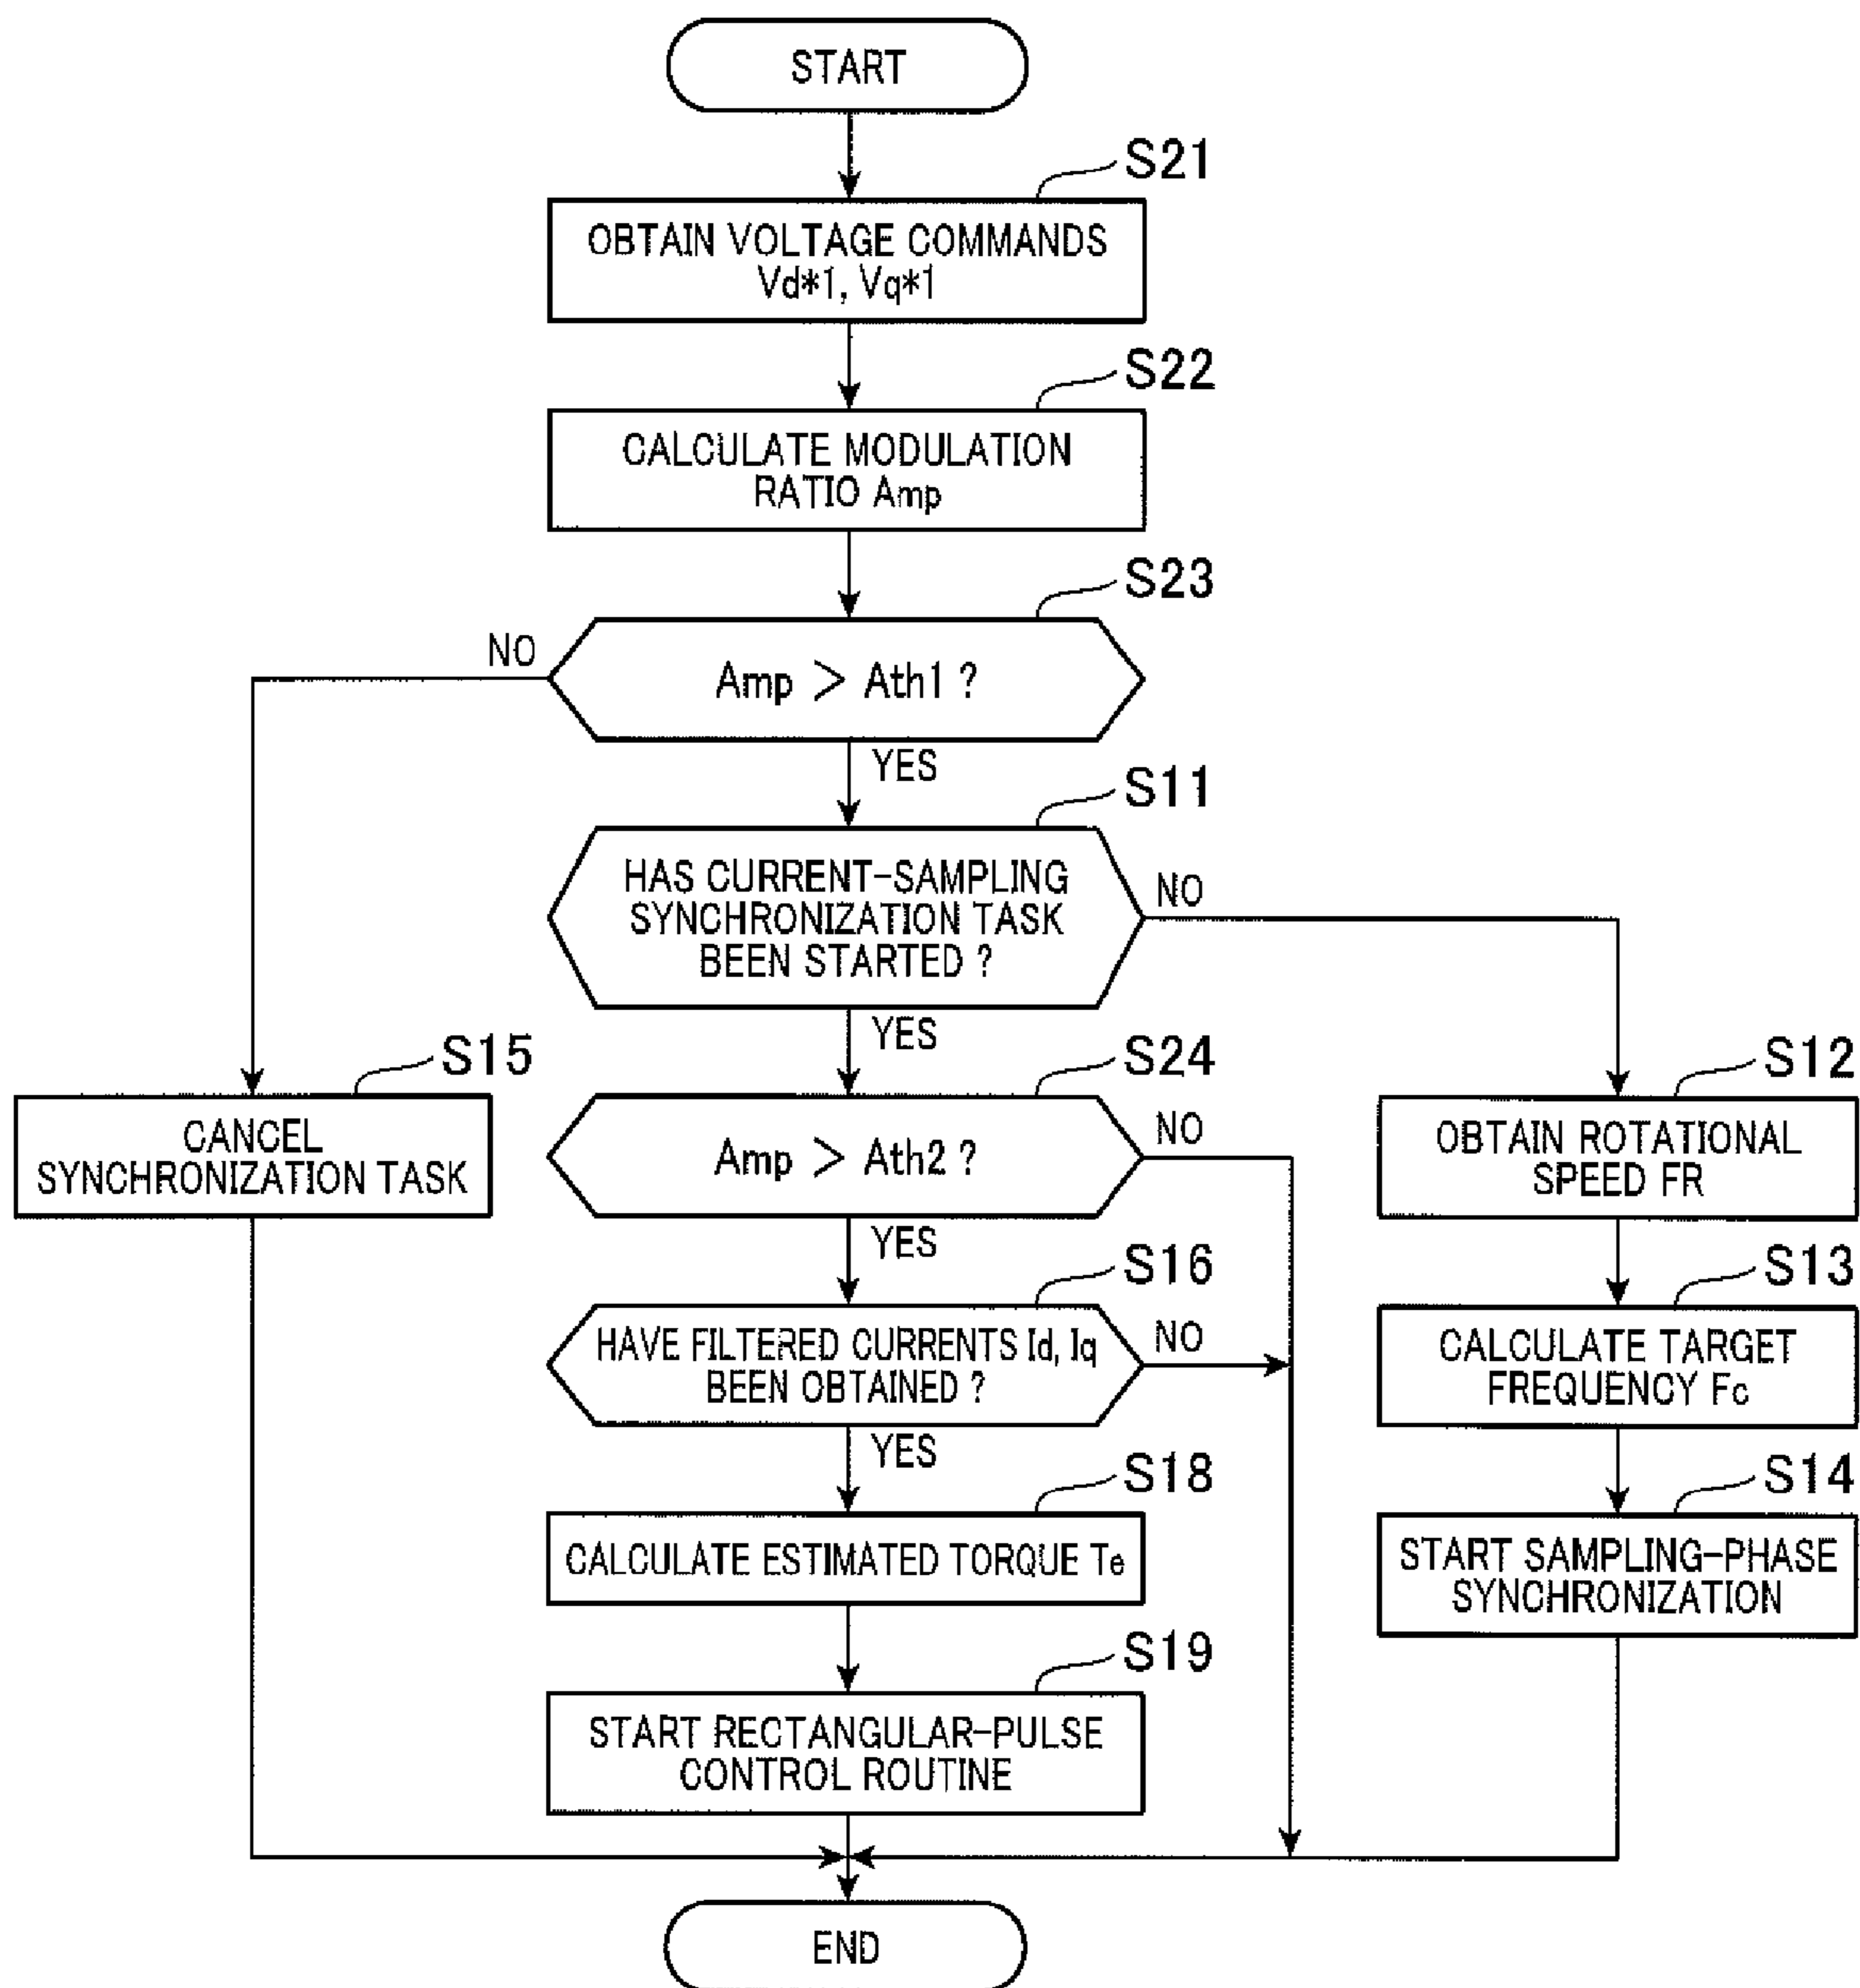 START
S21
OBTAIN VOLTAGE COMMANDS
Vd*1, Vq*1
S22
CALCULATE MODULATION
RATIO Amp
S23
Amp > Ath1 ?
NO
YES
S11
HAS CURRENT-SAMPLING
SYNCHRONIZATION TASK
BEEN STARTED ?
NO
YES
S15
CANCEL
SYNCHRONIZATION TASK
S24
Amp > Ath2 ?
NO
YES
S12
OBTAIN ROTATIONAL
SPEED FR
S16
HAVE FILTERED CURRENTS Id, Iq
BEEN OBTAINED ?
NO
YES
S13
CALCULATE TARGET
FREQUENCY Fc
S18
CALCULATE ESTIMATED TORQUE Te
S14
START SAMPLING-PHASE
SYNCHRONIZATION
S19
START RECTANGULAR-PULSE
CONTROL ROUTINE
END